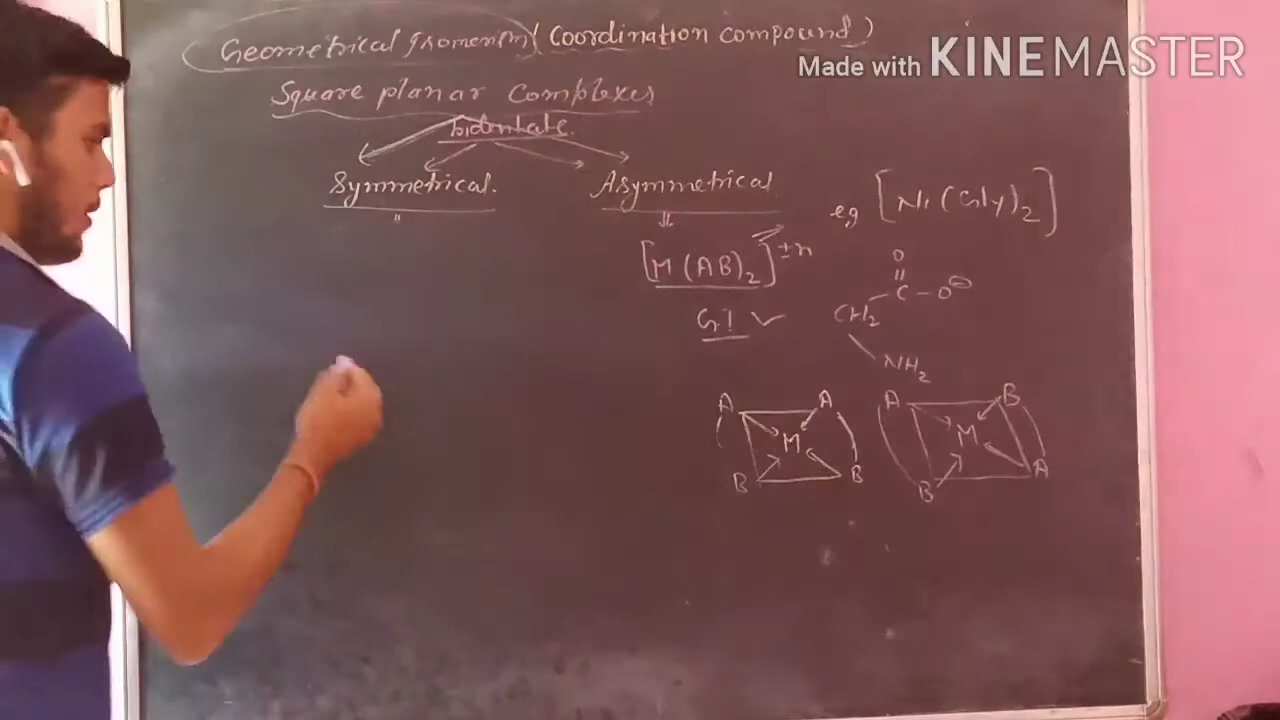 Geometrical isomerism (Coordination compound)
Made with KINEMASTER
Square planar Complexes
bidentate.
Symmetrical.
Asymmetrical
eg [Ni(Gly)2]
[M(AB)2]±n
GI ✓
O
=
C-O⊖
CH2
NH2
A A A B
M M
B B B A